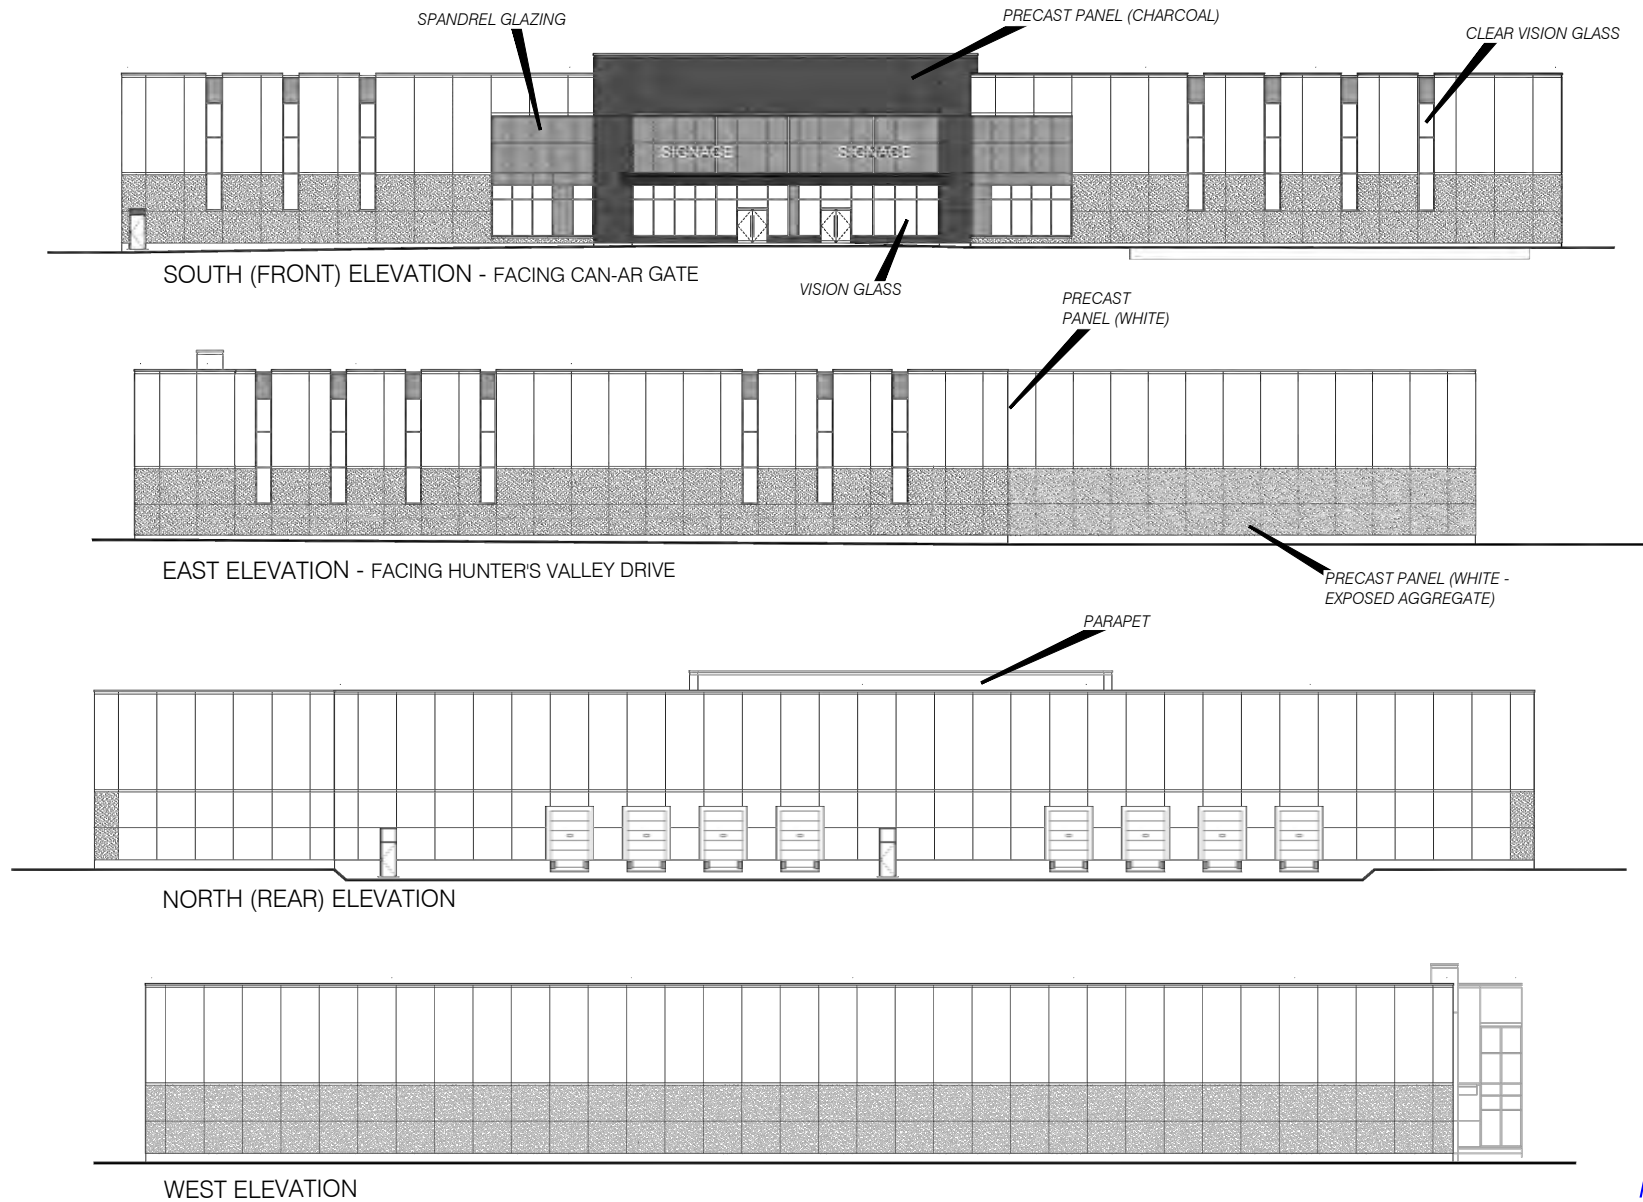 SPANDREL GLAZING
PRECAST PANEL (CHARCOAL)
CLEAR VISION GLASS
SIGNAGE
SIGNAGE
SOUTH (FRONT) ELEVATION - FACING CAN-AR GATE
VISION GLASS
PRECAST
PANEL (WHITE)
EAST ELEVATION - FACING HUNTER'S VALLEY DRIVE
PRECAST PANEL (WHITE -
EXPOSED AGGREGATE)
PARAPET
NORTH (REAR) ELEVATION
WEST ELEVATION